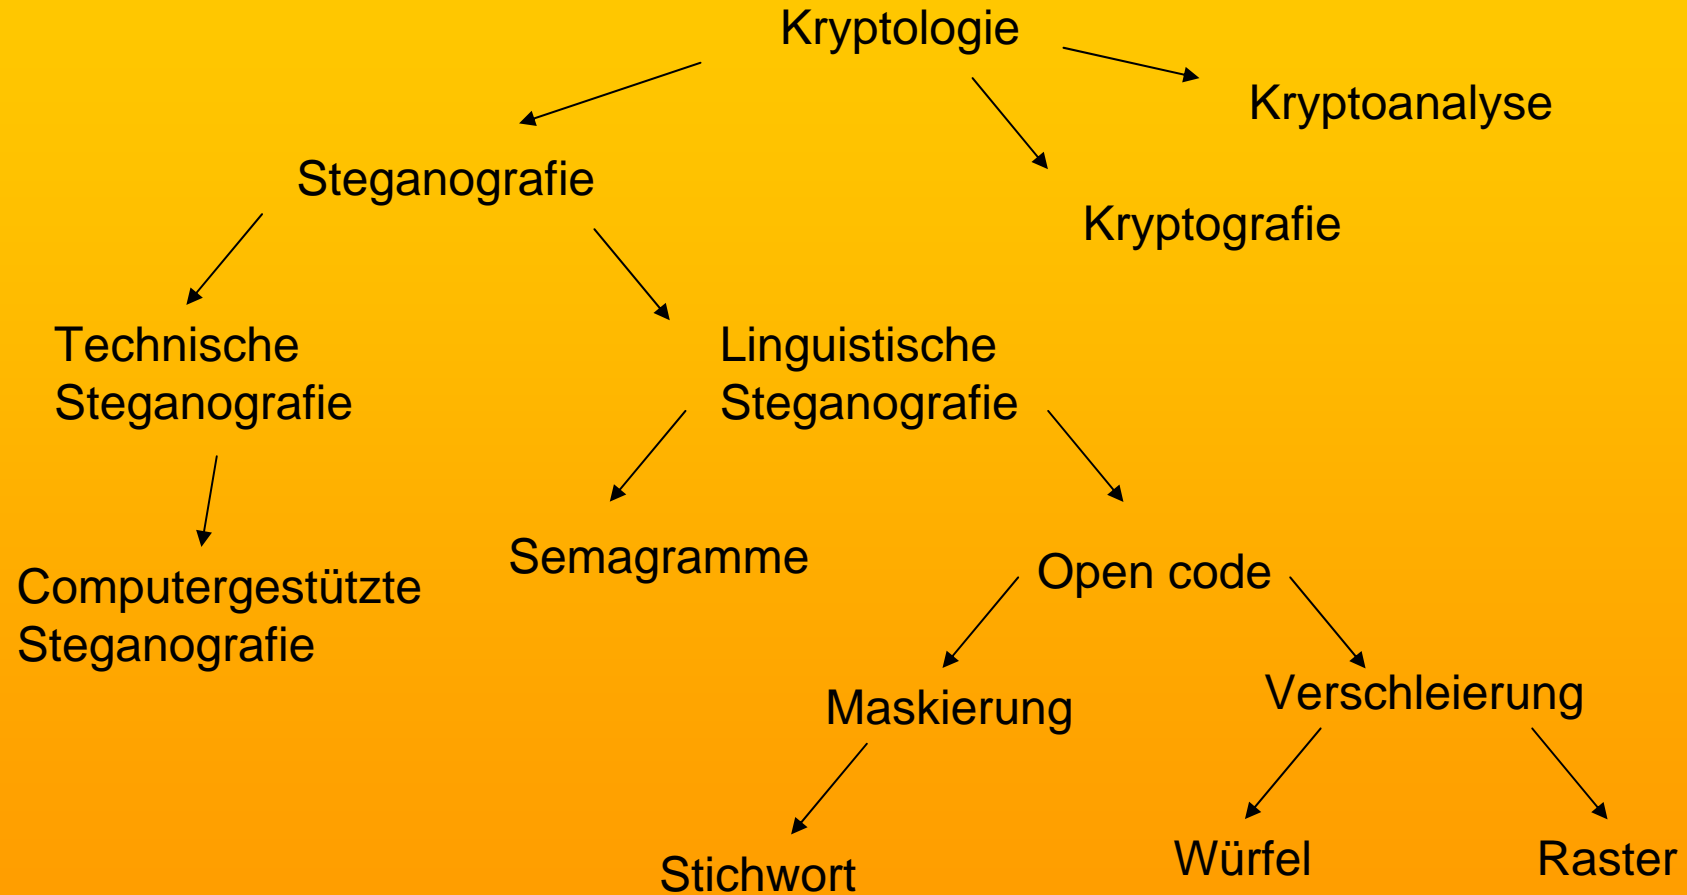 Kryptologie
Kryptoanalyse
Steganografie
Kryptografie
Technische
Steganografie
Linguistische
Steganografie
Computergestützte
Steganografie
Semagramme
Open code
Maskierung
Verschleierung
Stichwort
Würfel
Raster